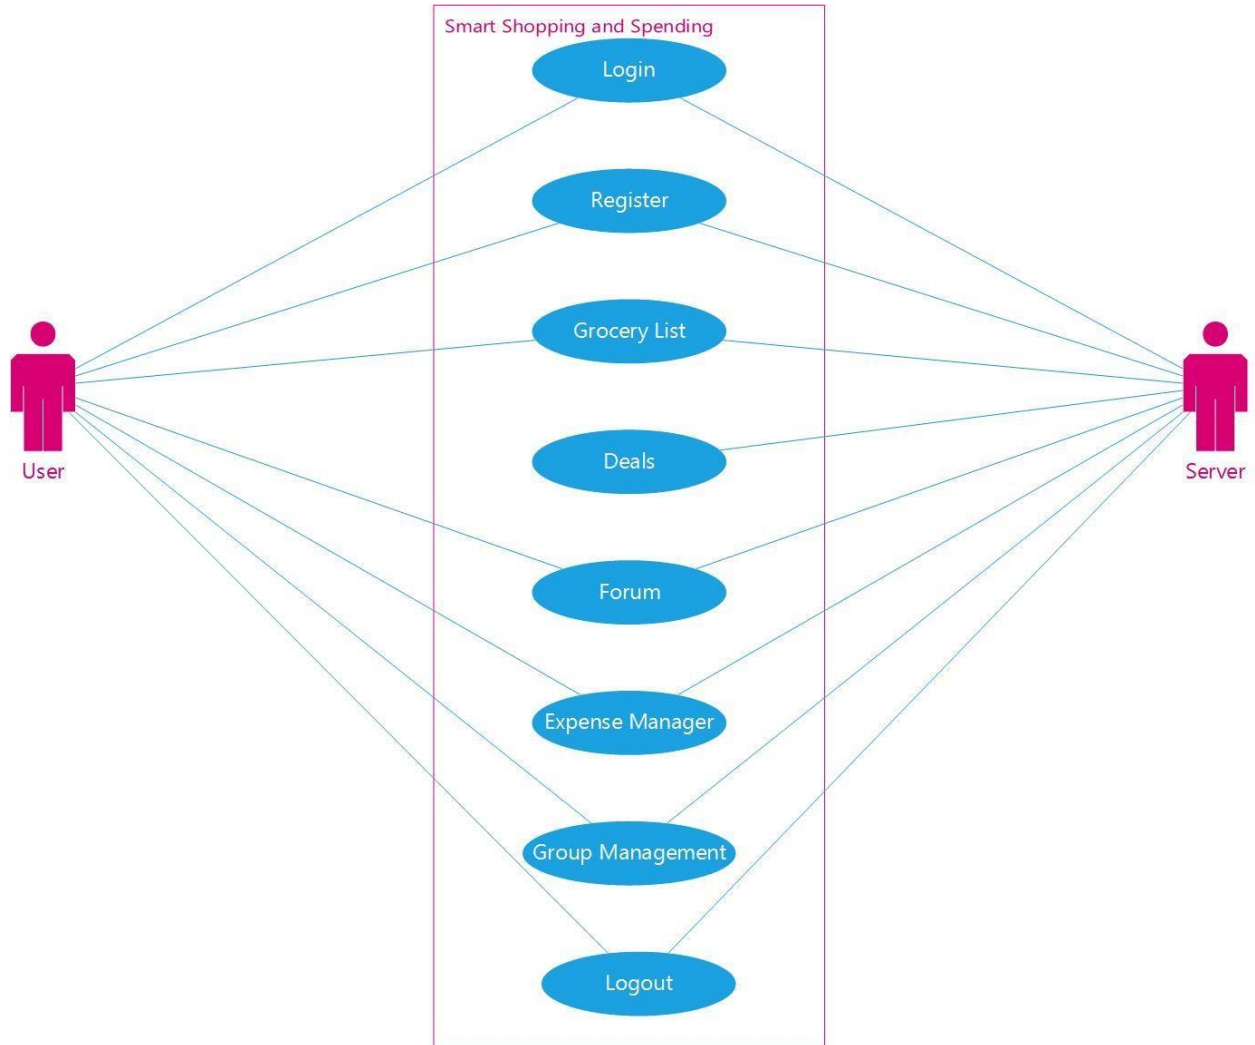 Smart Shopping and Spending
Login
Register
Grocery List
Deals
User
Server
Forum
Expense Manager
Group Management
Logout